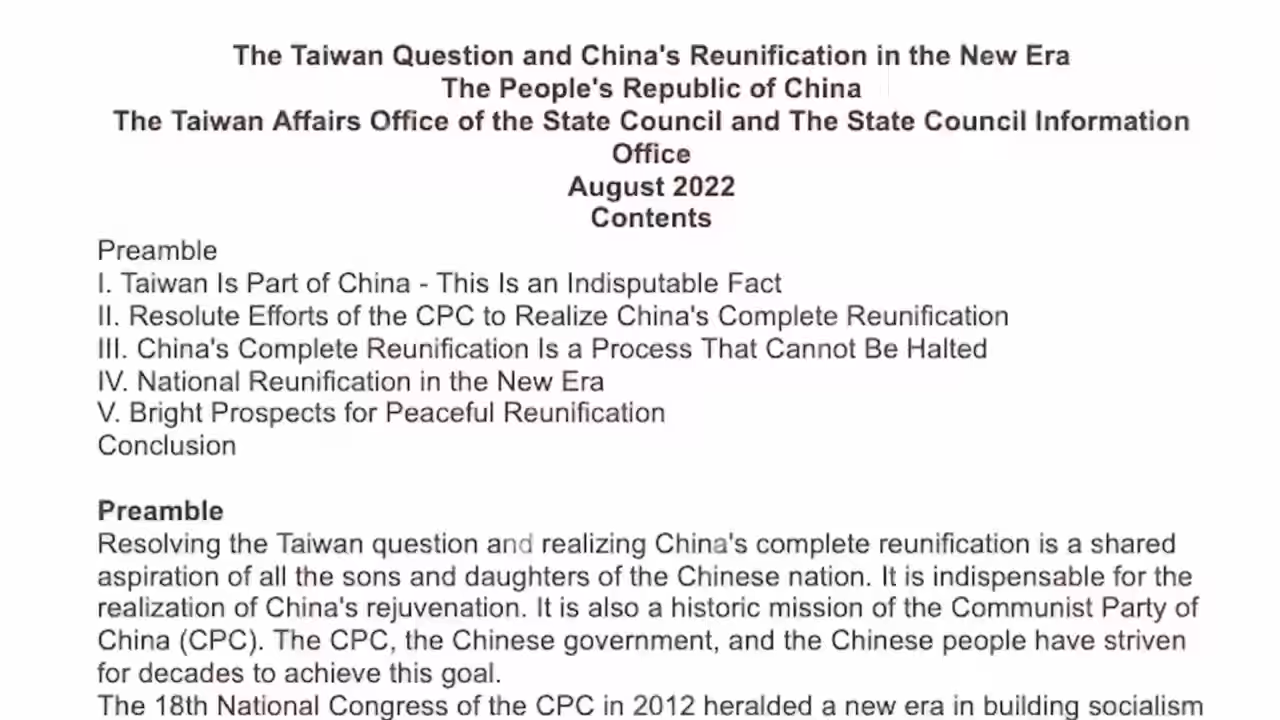 The Taiwan Question and China's Reunification in the New Era
The People's Republic of China
The Taiwan Affairs Office of the State Council and The State Council Information
Office
August 2022
Contents
Preamble
I. Taiwan Is Part of China - This Is an Indisputable Fact
II. Resolute Efforts of the CPC to Realize China's Complete Reunification
III. China's Complete Reunification Is a Process That Cannot Be Halted
IV. National Reunification in the New Era
V. Bright Prospects for Peaceful Reunification
Conclusion
Preamble
Resolving the Taiwan question and realizing China's complete reunification is a shared
aspiration of all the sons and daughters of the Chinese nation. It is indispensable for the
realization of China's rejuvenation. It is also a historic mission of the Communist Party of
China (CPC). The CPC, the Chinese government, and the Chinese people have striven
for decades to achieve this goal.
The 18th National Congress of the CPC in 2012 heralded a new era in building socialism